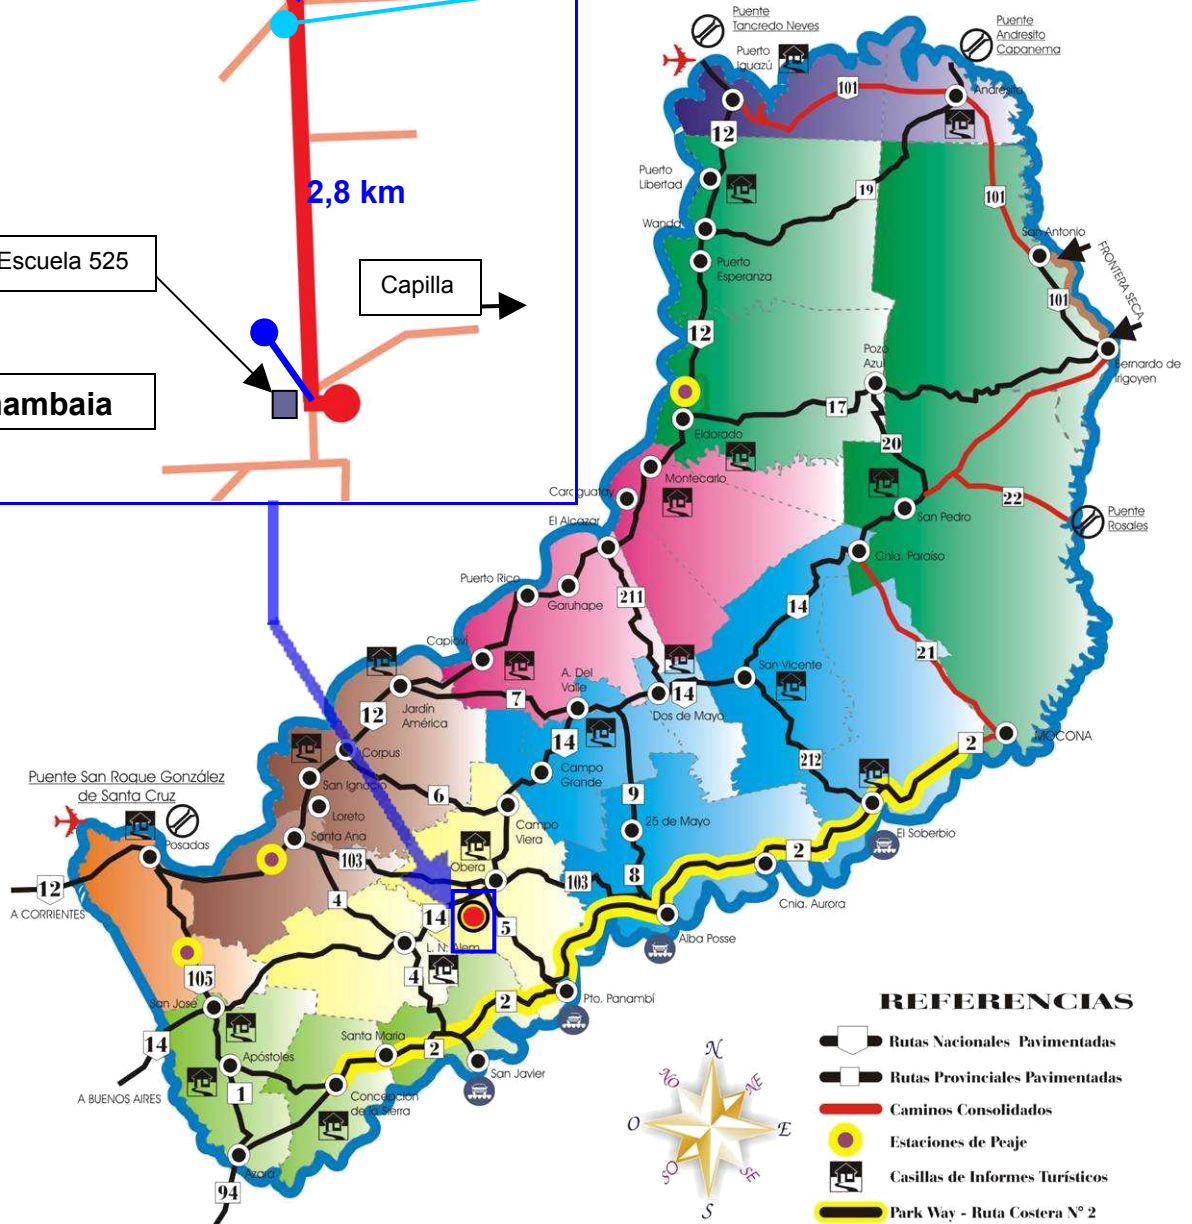 Puente
Tancredo Neves
Puente
Andresito
Capanema
Puerto
Iguazú
101
Andresito
12
2,8 km
Puerto
Libertad
19
101
Wanda
San Antonio
Escuela 525
Puerto
Esperanza
FRONTERA SECA
Capilla
101
12
Pozo
Azul
Bernardo de
Irigoyen
ambaia
17
Eldorado
20
Montecarlo
Caraguatay
22
San Pedro
Puente
Rosales
El Alcazar
Cnia. Paraíso
Puerto Rico
Garuhape
211
14
Capioví
21
San Vicente
A. Del
Valle
7
14
Dos de Mayo
12
Jardín
América
14
2
MOCONA
Corpus
212
Puente San Roque González
de Santa Cruz
San Ignacio
Campo
Grande
6
9
Loreto
Campo
Viera
25 de Mayo
El Soberbio
Posadas
Santa Ana
103
Obera
2
12
103
8
A CORRIENTES
4
14
5
Cnia. Aurora
L. N. Alem
Alba Posse
105
4
San José
2
Pto. Panambí
REFERENCIAS
14
Santa María
2
Rutas Nacionales Pavimentadas
Apóstoles
San Javier
N
NO
NE
O
E
SO
SE
S
Rutas Provinciales Pavimentadas
A BUENOS AIRES
1
Concepción
de la Sierra
Caminos Consolidados
Estaciones de Peaje
Azara
Casillas de Informes Turísticos
94
Park Way - Ruta Costera N° 2